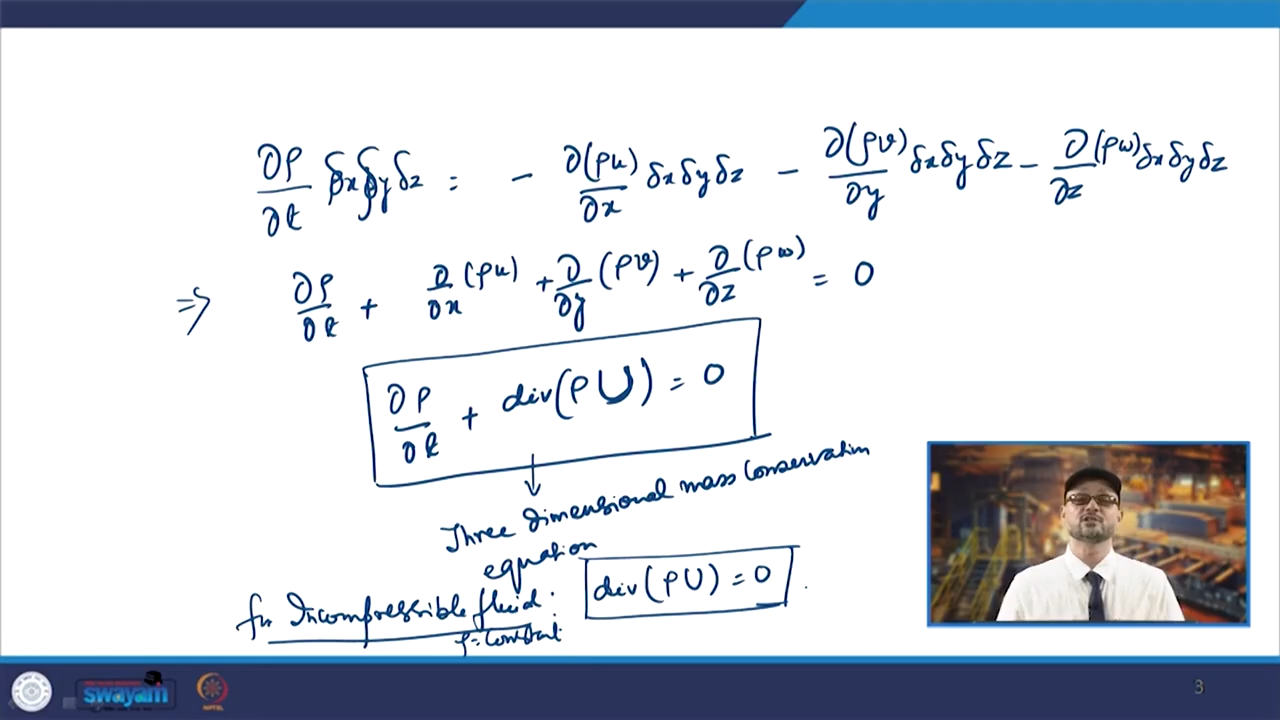 ∂ρ/∂t δxδyδz = - ∂(ρu)/∂x δxδyδz - ∂(ρv)/∂y δxδyδz - ∂/∂z (ρw) δxδyδz
⇒ ∂ρ/∂t + ∂/∂x (ρu) + ∂/∂y (ρv) + ∂/∂z (ρw) = 0
∂ρ/∂t + div(ρU) = 0
↓
Three dimensional mass Conservation
equation
for Incompressible fluid. div(ρU) = 0
ρ=constant
swayam
NPTEL
3